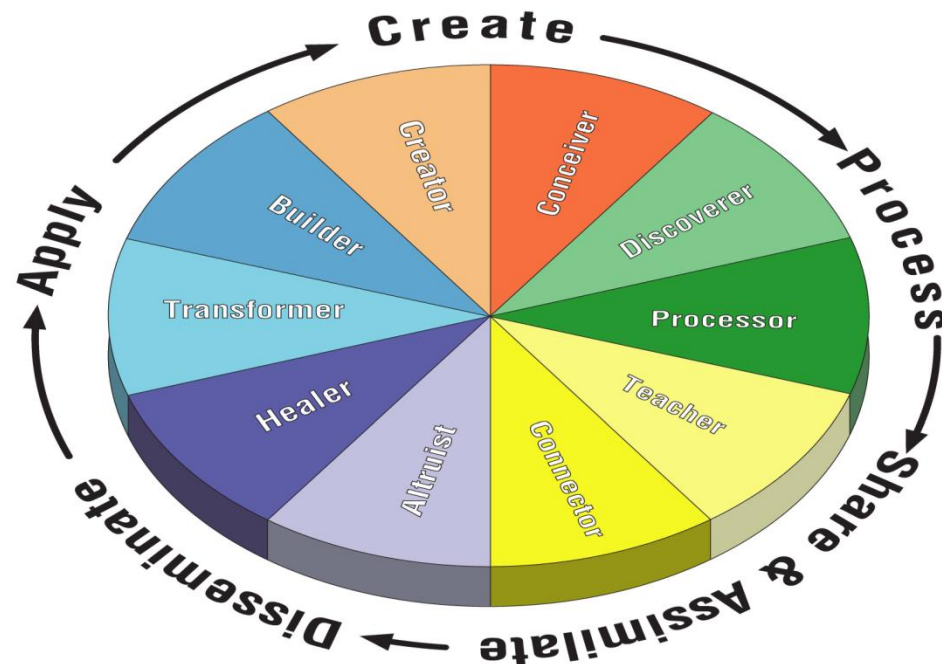 Create
Process
Share & Assimilate
Disseminate
Apply
Conceiver
Discoverer
Processor
Teacher
Connector
Altruist
Healer
Transformer
Builder
Creator